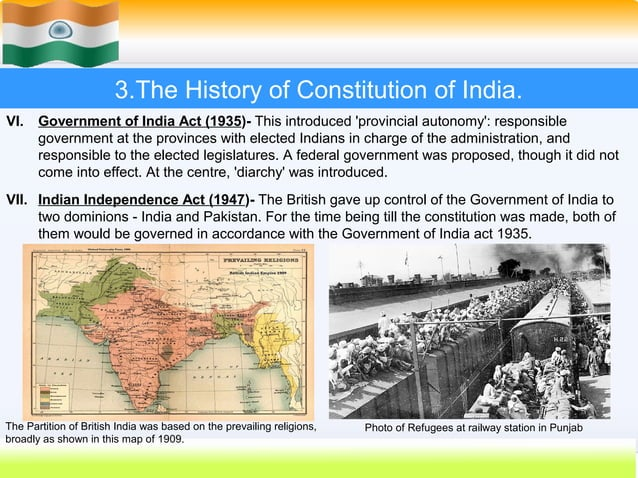 3.The History of Constitution of India.
VI. Government of India Act (1935)- This introduced 'provincial autonomy': responsible
government at the provinces with elected Indians in charge of the administration, and
responsible to the elected legislatures. A federal government was proposed, though it did not
come into effect. At the centre, 'diarchy' was introduced.
VII. Indian Independence Act (1947)- The British gave up control of the Government of India to
two dominions - India and Pakistan. For the time being till the constitution was made, both of
them would be governed in accordance with the Government of India act 1935.
PREVAILING RELIGIONS
British Indian Empire 1909
The Partition of British India was based on the prevailing religions,
broadly as shown in this map of 1909.
Photo of Refugees at railway station in Punjab